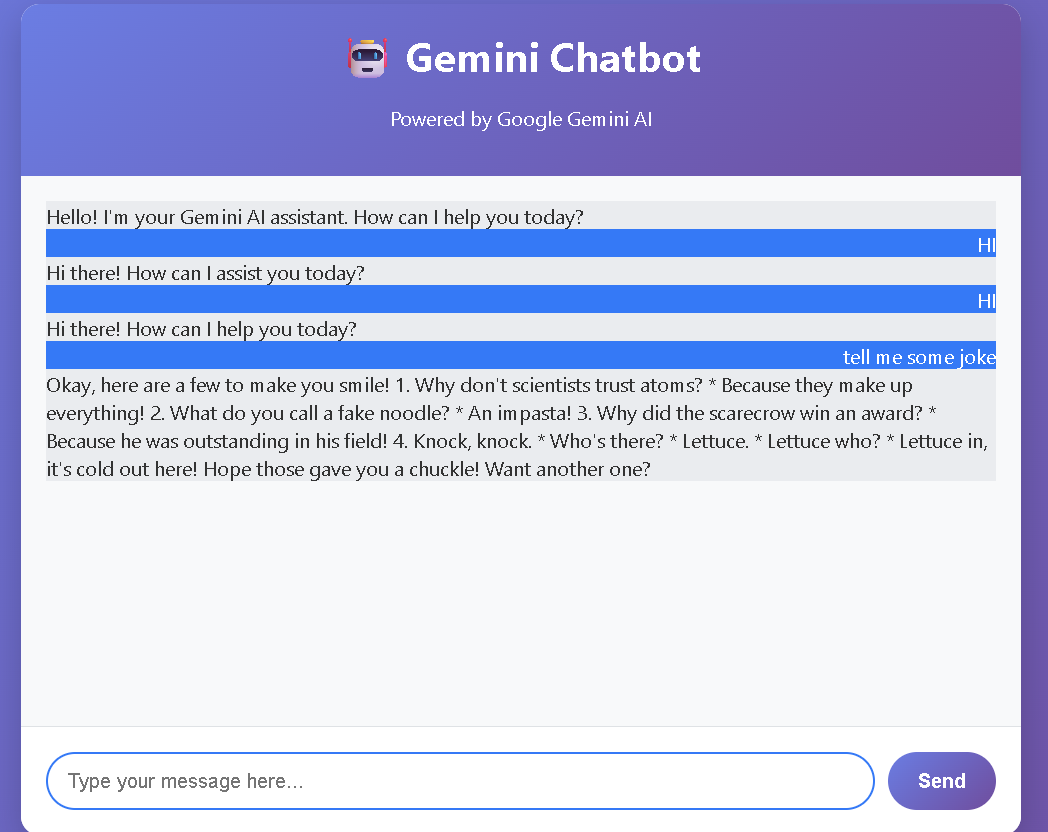 Gemini Chatbot
Powered by Google Gemini AI
Hello! I'm your Gemini AI assistant. How can I help you today?
HI
Hi there! How can I assist you today?
HI
Hi there! How can I help you today?
tell me some joke
Okay, here are a few to make you smile! 1. Why don't scientists trust atoms? * Because they make up
everything! 2. What do you call a fake noodle? * An impasta! 3. Why did the scarecrow win an award? *
Because he was outstanding in his field! 4. Knock, knock. * Who's there? * Lettuce. * Lettuce who? * Lettuce in,
it's cold out here! Hope those gave you a chuckle! Want another one?
Type your message here...
Send